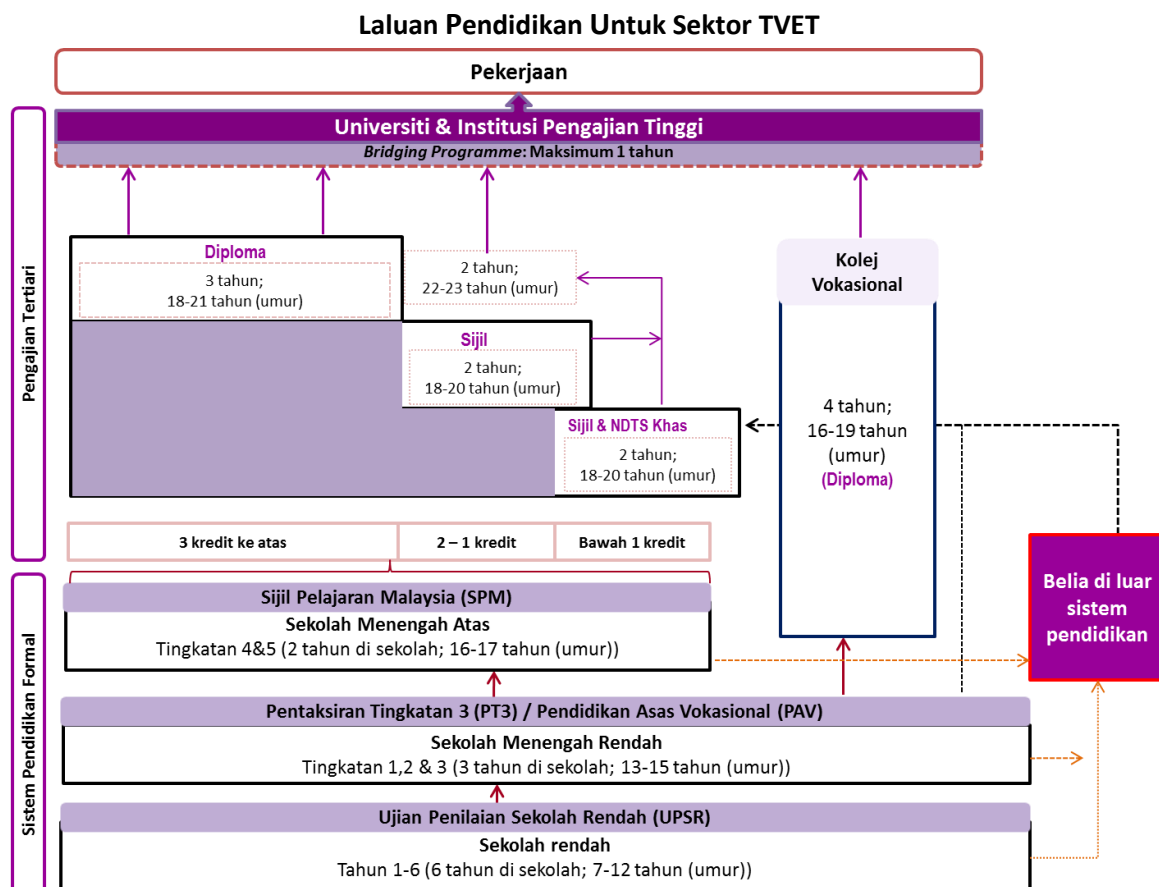 Laluan Pendidikan Untuk Sektor TVET
Pekerjaan
Universiti & Institusi Pengajian Tinggi
Bridging Programme: Maksimum 1 tahun
Pengajian Tertiari
Diploma
3 tahun;
18-21 tahun (umur)
2 tahun;
22-23 tahun (umur)
Sijil
2 tahun;
18-20 tahun (umur)
Sijil & NDTS Khas
2 tahun;
18-20 tahun (umur)
Kolej
Vokasional
4 tahun;
16-19 tahun
(umur)
(Diploma)
3 kredit ke atas
2 – 1 kredit
Bawah 1 kredit
Belia di luar
sistem
pendidikan
Sistem Pendidikan Formal
Sijil Pelajaran Malaysia (SPM)
Sekolah Menengah Atas
Tingkatan 4&5 (2 tahun di sekolah; 16-17 tahun (umur))
Pentaksiran Tingkatan 3 (PT3) / Pendidikan Asas Vokasional (PAV)
Sekolah Menengah Rendah
Tingkatan 1,2 & 3 (3 tahun di sekolah; 13-15 tahun (umur))
Ujian Penilaian Sekolah Rendah (UPSR)
Sekolah rendah
Tahun 1-6 (6 tahun di sekolah; 7-12 tahun (umur))